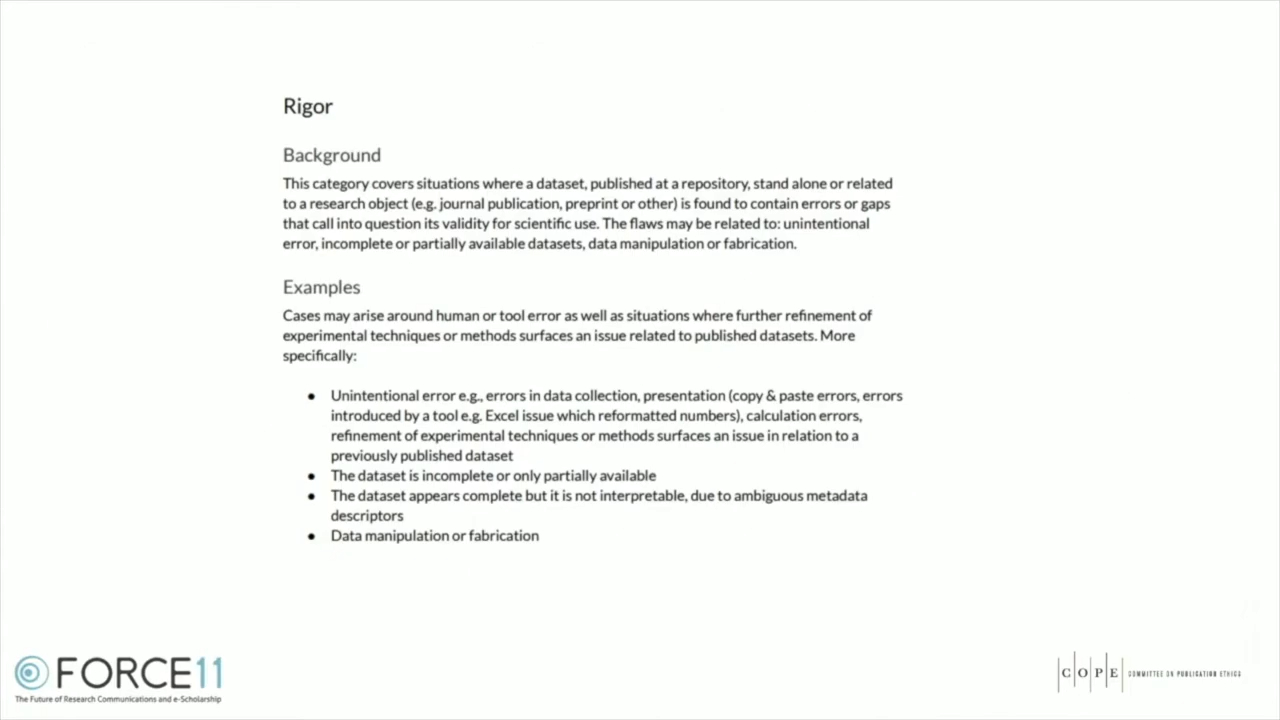 Rigor
Background
This category covers situations where a dataset, published at a repository, stand alone or related
to a research object (e.g. journal publication, preprint or other) is found to contain errors or gaps
that call into question its validity for scientific use. The flaws may be related to: unintentional
error, incomplete or partially available datasets, data manipulation or fabrication.
Examples
Cases may arise around human or tool error as well as situations where further refinement of
experimental techniques or methods surfaces an issue related to published datasets. More
specifically:
● Unintentional error e.g., errors in data collection, presentation (copy & paste errors, errors
introduced by a tool e.g. Excel issue which reformatted numbers), calculation errors,
refinement of experimental techniques or methods surfaces an issue in relation to a
previously published dataset
● The dataset is incomplete or only partially available
● The dataset appears complete but it is not interpretable, due to ambiguous metadata
descriptors
● Data manipulation or fabrication
FORCE11
The Future of Research Communications and e-Scholarship
C O P E COMMITTEE ON PUBLICATION ETHICS